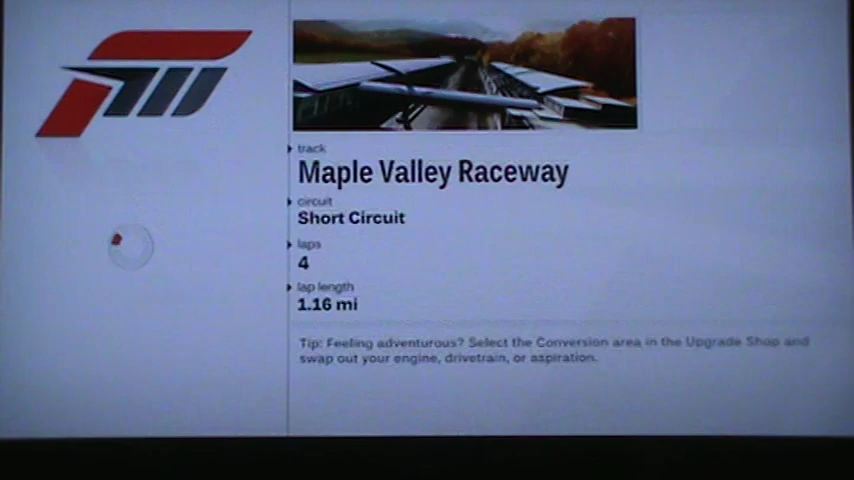 track
Maple Valley Raceway
circuit
Short Circuit
laps
4
lap length
1.16 mi
Tip: Feeling adventurous? Select the Conversion area in the Upgrade Shop and
swap out your engine, drivetrain, or aspiration.